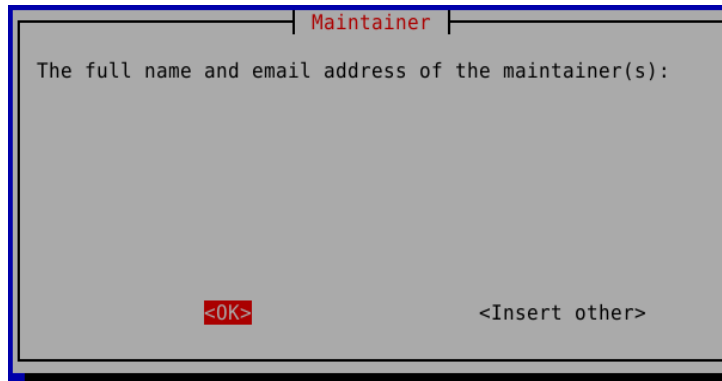 Maintainer
The full name and email address of the maintainer(s):
<OK> <Insert other>